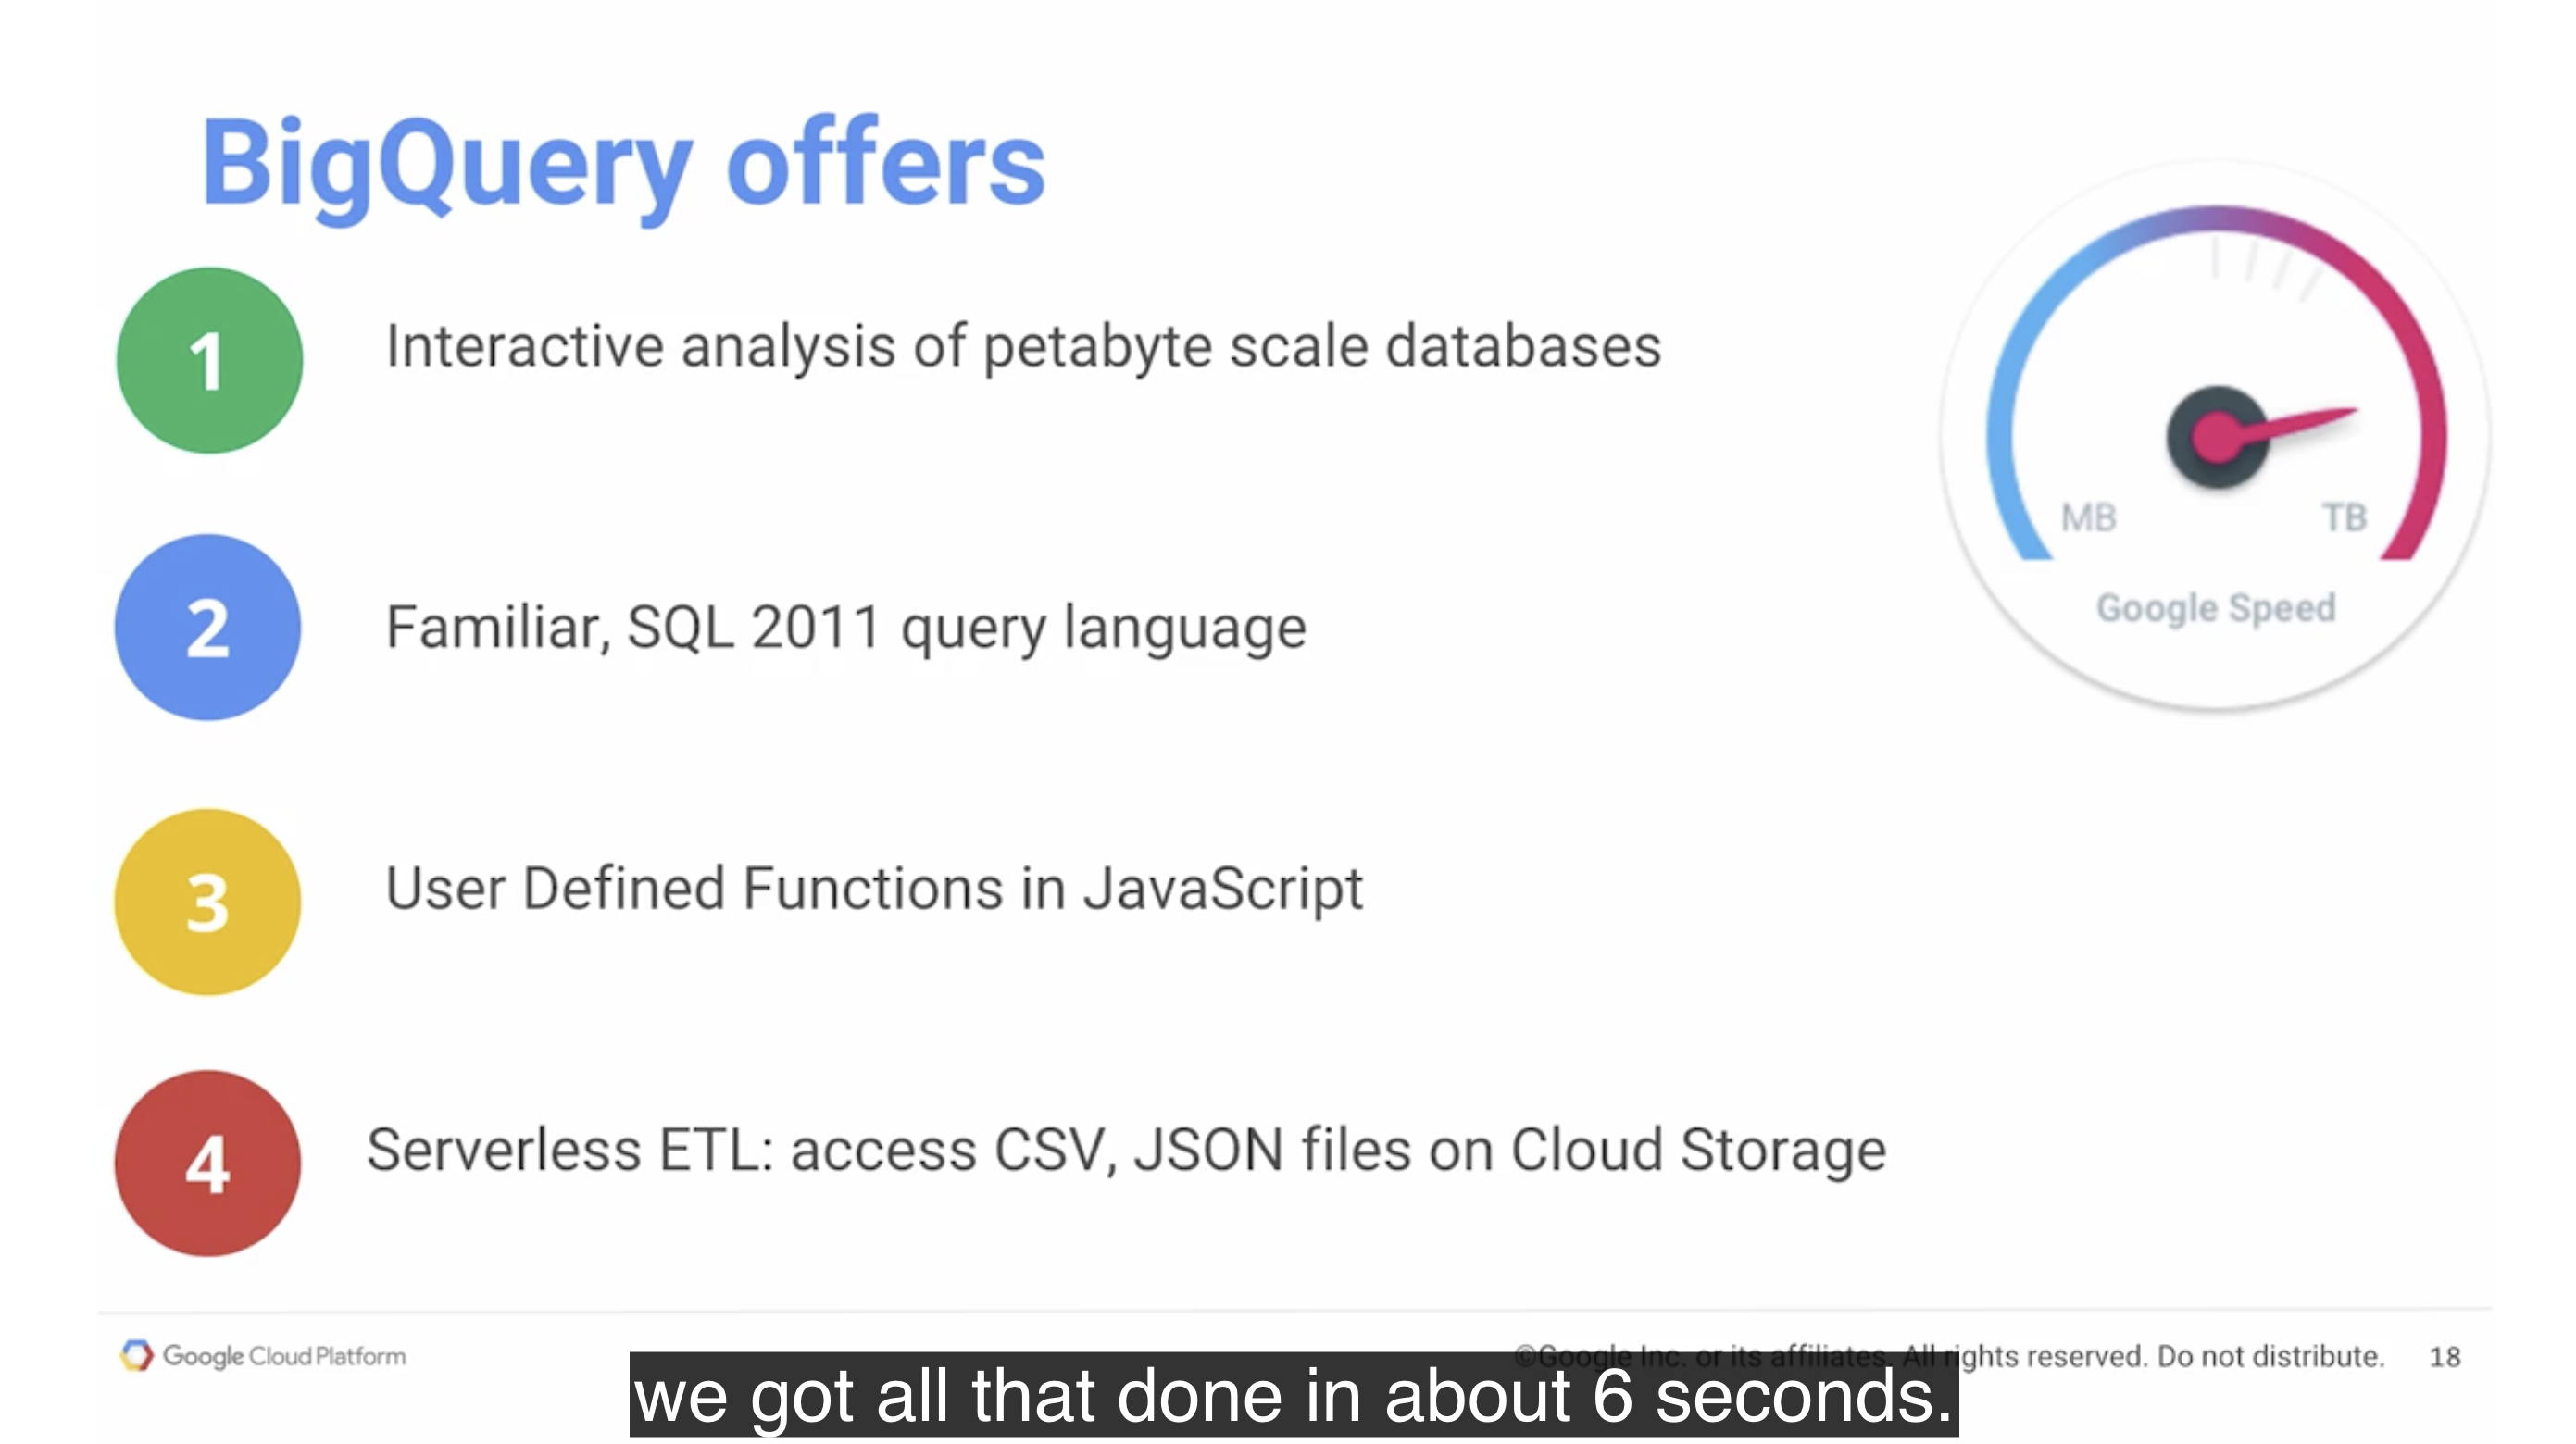 BigQuery offers
1
Interactive analysis of petabyte scale databases
2
Familiar, SQL 2011 query language
3
User Defined Functions in JavaScript
4
Serverless ETL: access CSV, JSON files on Cloud Storage
MB
TB
Google Speed
Google Cloud Platform
©Google Inc. or its affiliates. All rights reserved. Do not distribute.
18
we got all that done in about 6 seconds.